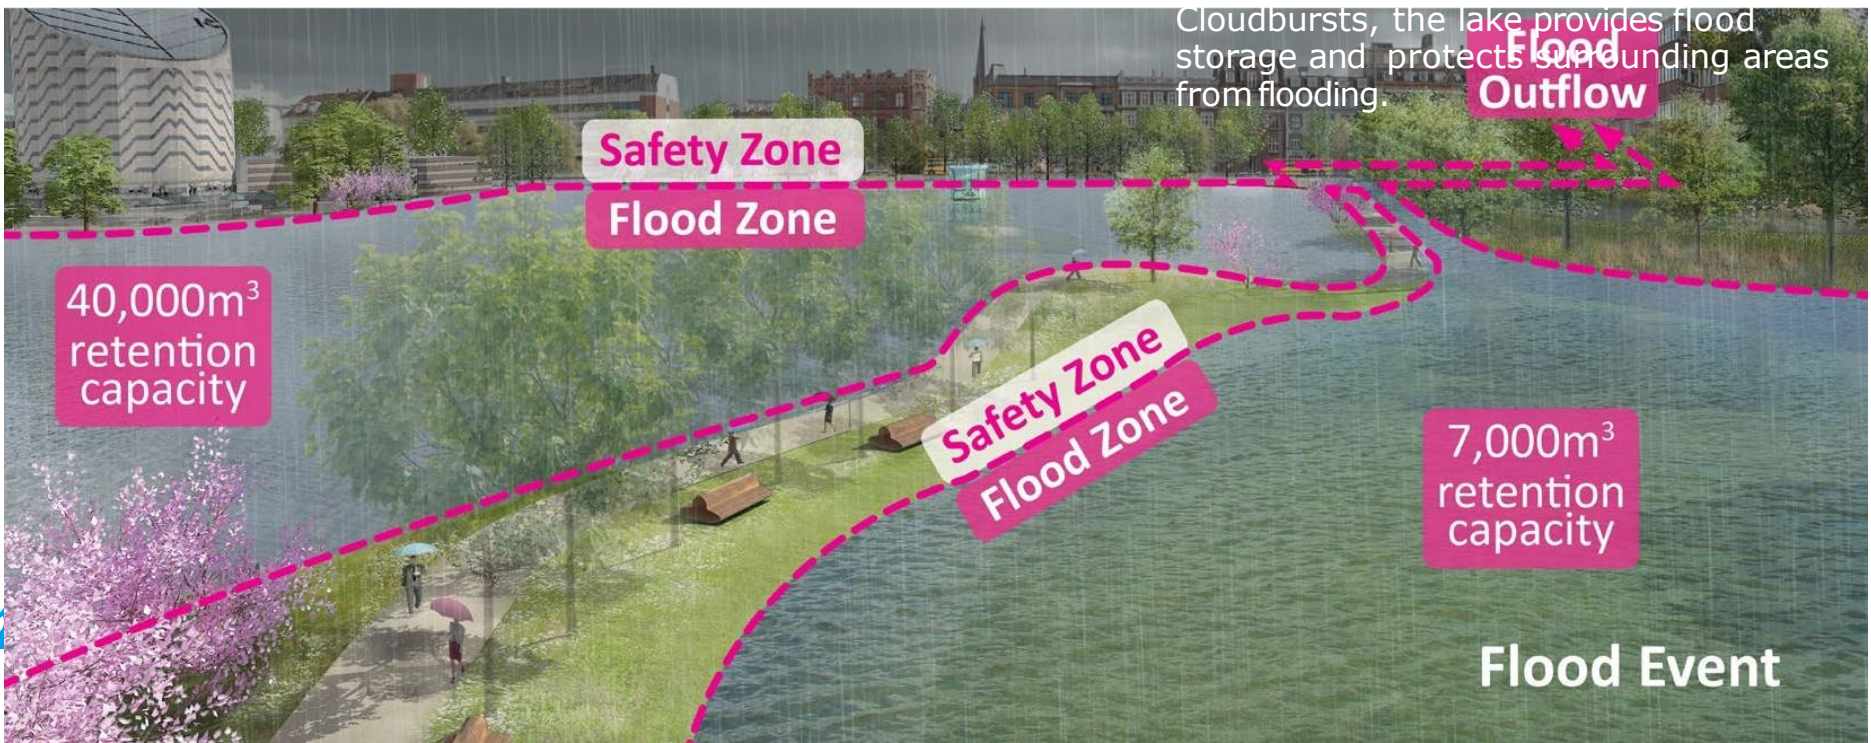 Cloudbursts, the lake provides flood
storage and protects surrounding areas
from flooding.
Flood
Outflow
Safety Zone
Flood Zone
40,000m³
retention
capacity
Safety Zone
Flood Zone
7,000m³
retention
capacity
Flood Event